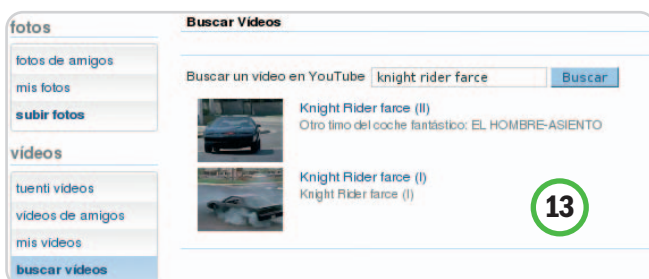 fotos
fotos de amigos
mis fotos
subir fotos
vídeos
tuenti vídeos
vídeos de amigos
mis vídeos
buscar vídeos
Buscar Vídeos
Buscar un vídeo en YouTube knight rider farce Buscar
Knight Rider farce (II)
Otro timo del coche fantástico: EL HOMBRE-ASIENTO
Knight Rider farce (I)
Knight Rider farce (I)
13